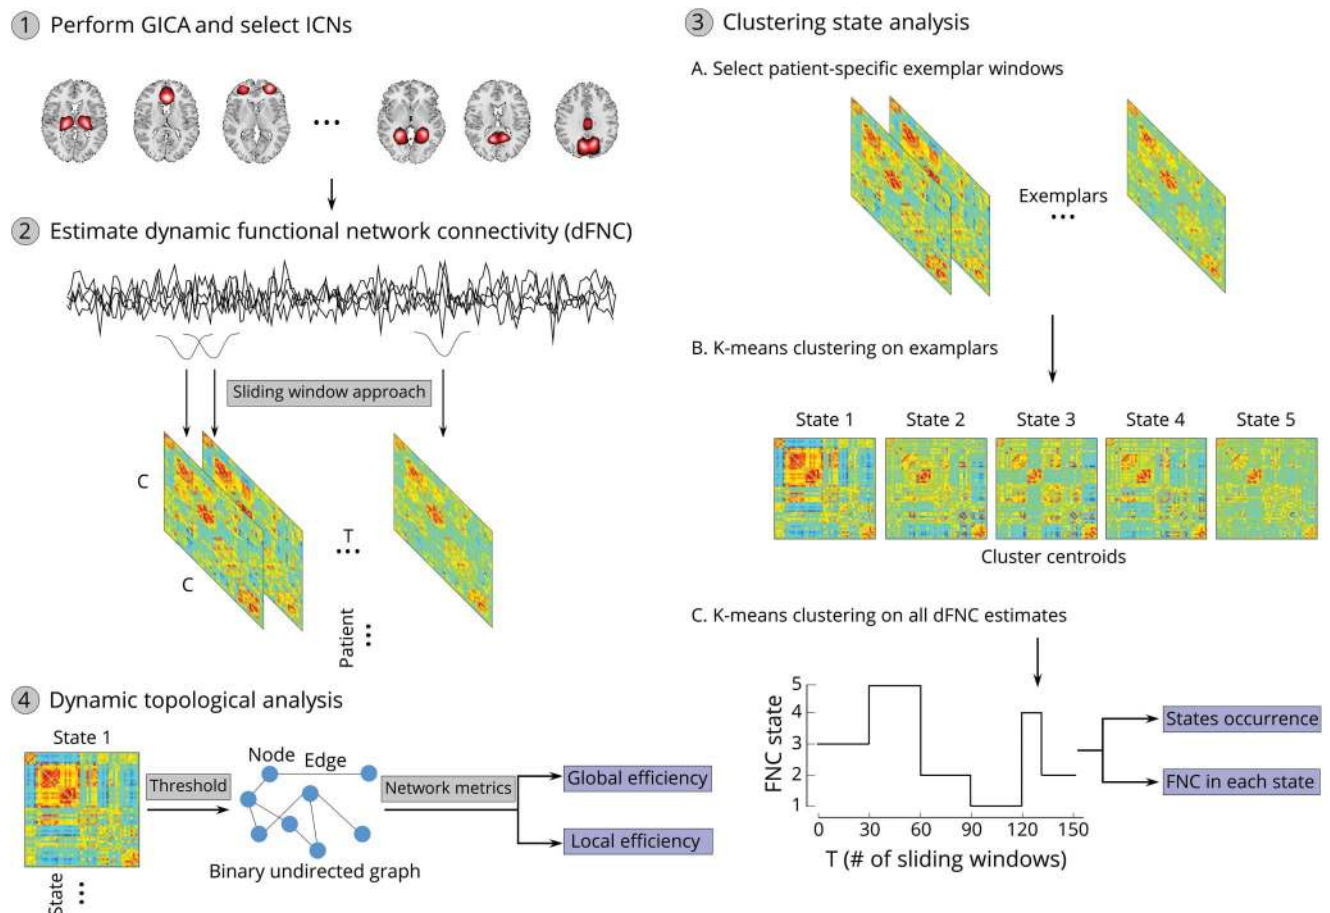 1 Perform GICA and select ICNs
...
2 Estimate dynamic functional network connectivity (dFNC)
Sliding window approach
C
C
T
...
Patient
...
3 Clustering state analysis
A. Select patient-specific exemplar windows
Exemplars
...
B. K-means clustering on examplars
State 1 State 2 State 3 State 4 State 5
Cluster centroids
C. K-means clustering on all dFNC estimates
FNC state
5
4
3
2
1
0 30 60 90 120 150
T (# of sliding windows)
States occurrence
FNC in each state
4 Dynamic topological analysis
State 1
State
...
Threshold
Node
Edge
Binary undirected graph
Network metrics
Global efficiency
Local efficiency